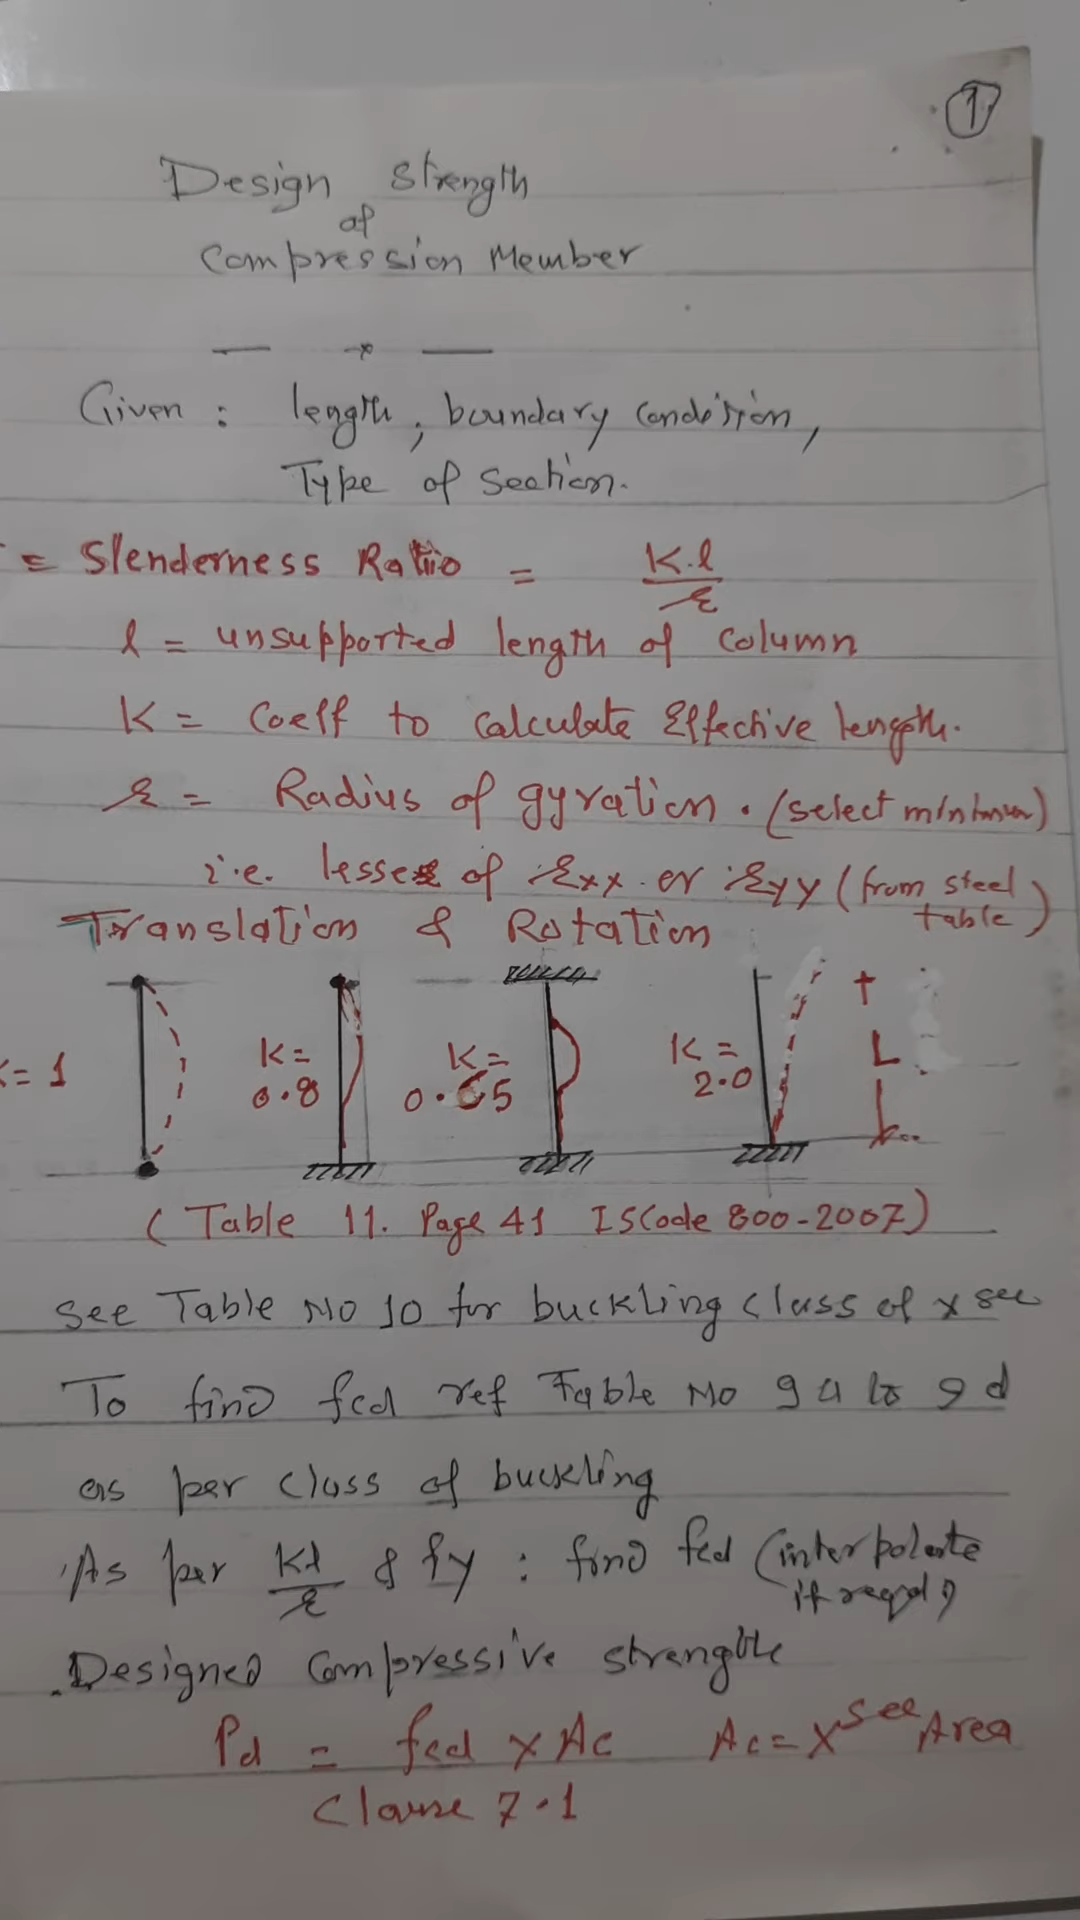 1
Design strength
of
Compression Member
Given : length, boundary condition,
Type of section.
= Slenderness Ratio = K.l/r
l = unsupported length of column
K = Coeff to calculate Effective length.
r = Radius of gyration. (select minimum)
i.e. lesser of rxx or ryy (from steel table)
Translation & Rotation
K = 1 K = 0.8 K = 0.65 K = 2.0 L
(Table 11. Page 41 IS Code 800-2007)
See Table No 10 for buckling class of x sec
To find fcd ref Table No 9a to 9d
as per class of buckling
As per Kl/r & fy : find fcd (interpolate if reqd)
Designed Compressive strength
Pd = fcd x Ac Ac = x sec Area
Clause 7.1